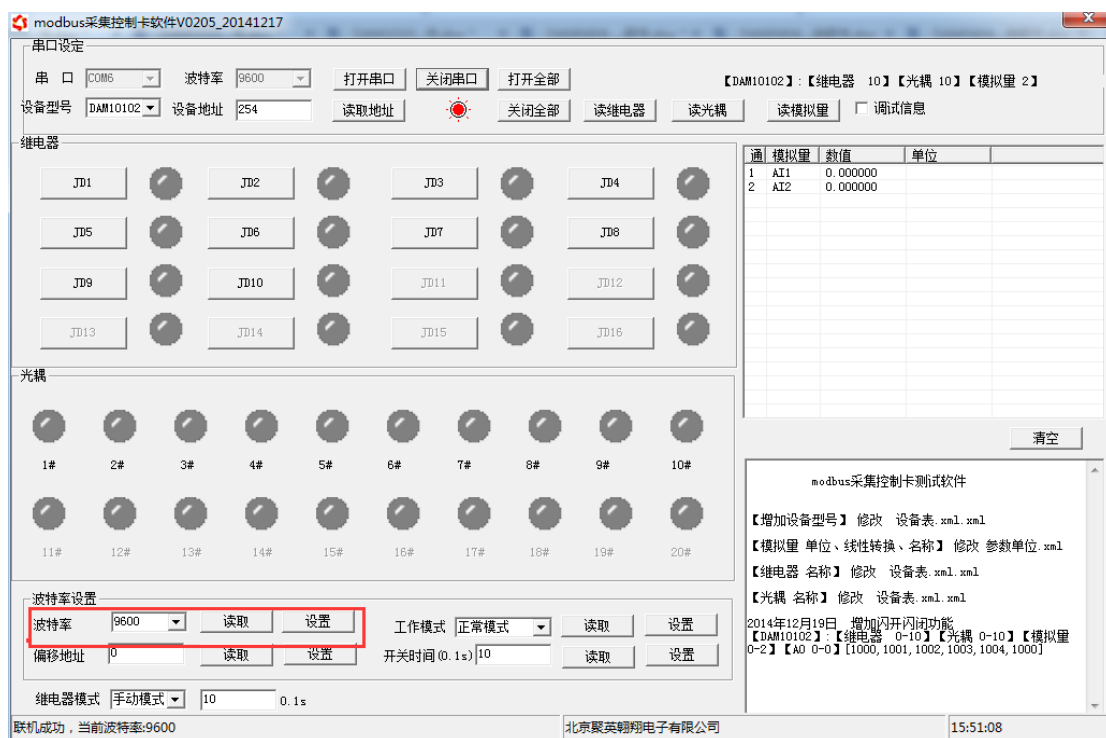 modbus采集控制卡软件V0205_20141217
串口设定
串 口 COM6 波特率 9600 打开串口 关闭串口 打开全部 【DAM10102】:【继电器 10】【光耦 10】【模拟量 2】
设备型号 DAM10102 设备地址 254 读取地址 关闭全部 读继电器 读光耦 读模拟量 调试信息
继电器
JD1 JD2 JD3 JD4
JD5 JD6 JD7 JD8
JD9 JD10 JD11 JD12
JD13 JD14 JD15 JD16
通 模拟量 数值 单位
1 AI1 0.000000
2 AI2 0.000000
清空
光耦
1# 2# 3# 4# 5# 6# 7# 8# 9# 10#
11# 12# 13# 14# 15# 16# 17# 18# 19# 20#
modbus采集控制卡测试软件
【增加设备型号】 修改 设备表.xml.xml
【模拟量 单位、线性转换、名称】 修改 参数单位.xml
【继电器 名称】 修改 设备表.xml.xml
【光耦 名称】 修改 设备表.xml.xml
2014年12月19日 增加闪开闪闭功能
【DAM10102】:【继电器 0-10】【光耦 0-10】【模拟量
0-2】【AO 0-0】[1000,1001,1002,1003,1004,1000]
波特率设置
波特率 9600 读取 设置 工作模式 正常模式 读取 设置
偏移地址 0 读取 设置 开关时间(0.1s) 10 读取 设置
继电器模式 手动模式 10 0.1s
联机成功，当前波特率:9600 北京聚英翱翔电子有限公司 15:51:08